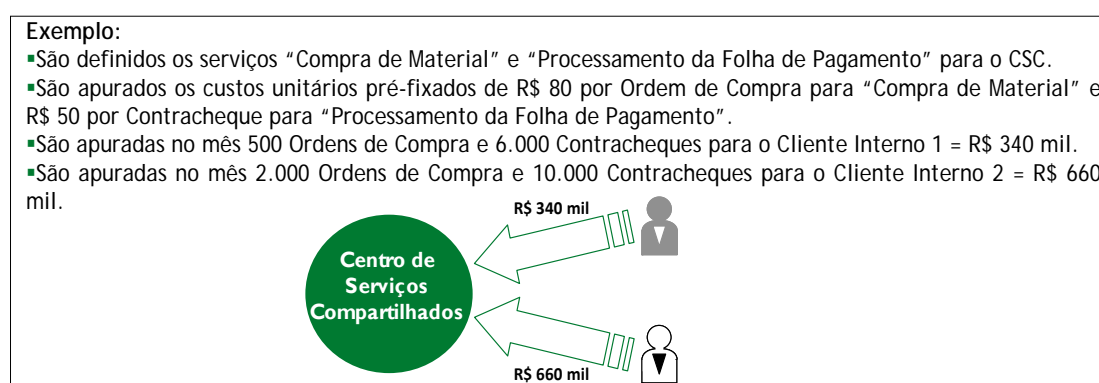 Exemplo:
▪São definidos os serviços “Compra de Material” e “Processamento da Folha de Pagamento” para o CSC.
▪São apurados os custos unitários pré-fixados de R$ 80 por Ordem de Compra para “Compra de Material” e
R$ 50 por Contracheque para “Processamento da Folha de Pagamento”.
▪São apuradas no mês 500 Ordens de Compra e 6.000 Contracheques para o Cliente Interno 1 = R$ 340 mil.
▪São apuradas no mês 2.000 Ordens de Compra e 10.000 Contracheques para o Cliente Interno 2 = R$ 660
mil.
R$ 340 mil
Centro de
Serviços
Compartilhados
R$ 660 mil